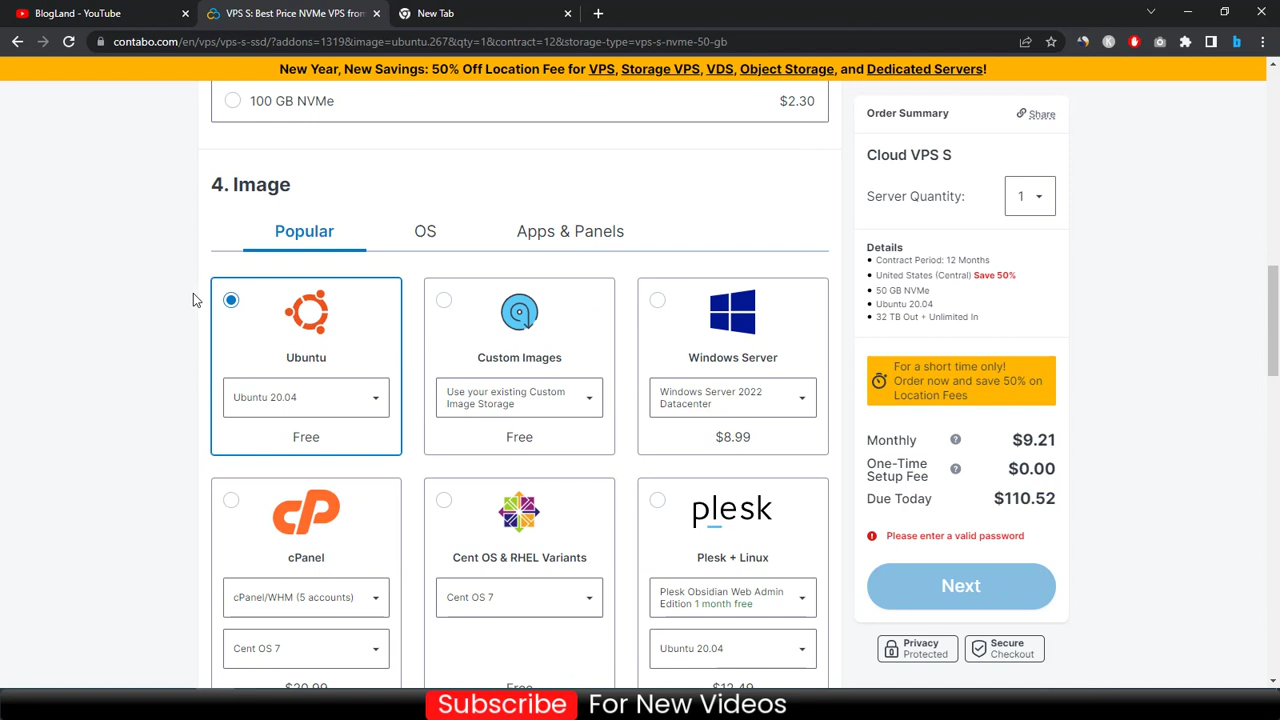 BlogLand - YouTube
VPS S: Best Price NVMe VPS from
New Tab
contabo.com/en/vps/vps-s-ssd/?addons=1319&image=ubuntu.267&qty=1&contract=12&storage-type=vps-s-nvme-50-gb
New Year, New Savings: 50% Off Location Fee for VPS, Storage VPS, VDS, Object Storage, and Dedicated Servers!
100 GB NVMe $2.30
4. Image
Popular OS Apps & Panels
Ubuntu
Ubuntu 20.04
Free
Custom Images
Use your existing Custom
Image Storage
Free
Windows Server
Windows Server 2022
Datacenter
$8.99
cP
cPanel
cPanel/WHM (5 accounts)
Cent OS 7
$20.99
Cent OS & RHEL Variants
Cent OS 7
Free
plesk
Plesk + Linux
Plesk Obsidian Web Admin
Edition 1 month free
Ubuntu 20.04
$12.49
Order Summary
Share
Cloud VPS S
Server Quantity: 1
Details
Contract Period: 12 Months
United States (Central) Save 50%
50 GB NVMe
Ubuntu 20.04
32 TB Out + Unlimited In
For a short time only!
Order now and save 50% on
Location Fees
Monthly ? $9.21
One-Time
Setup Fee ? $0.00
Due Today $110.52
Please enter a valid password
Next
Privacy
Protected
Secure
Checkout
Subscribe For New Videos